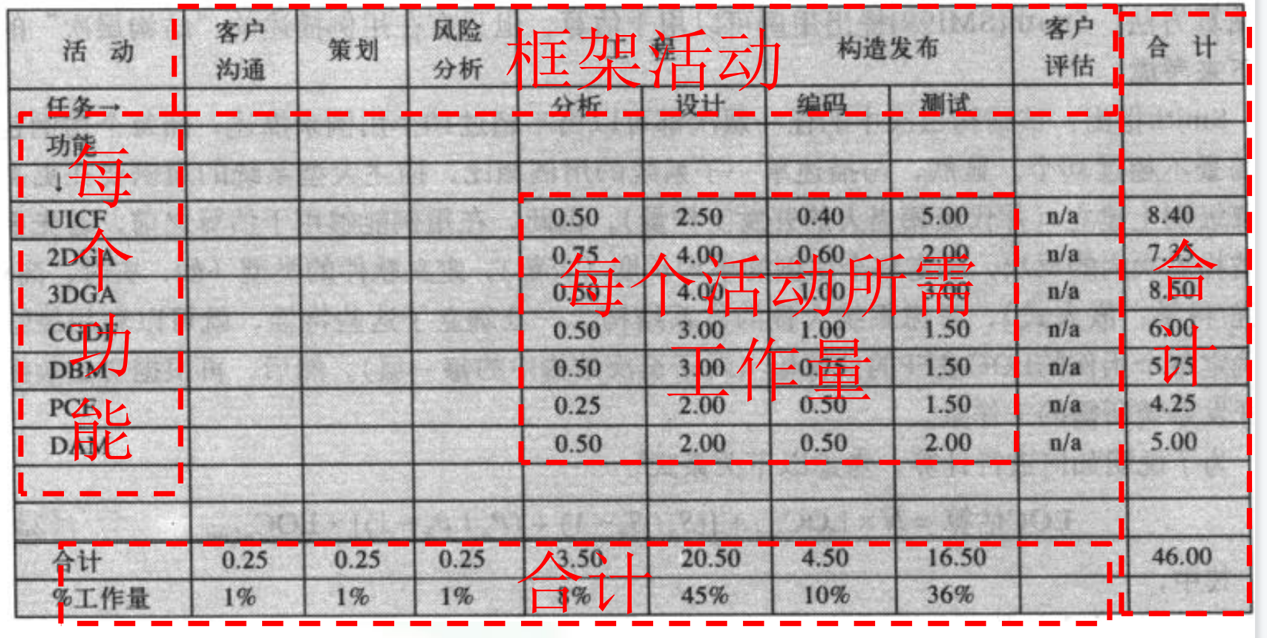 活动 客户沟通 策划 风险分析 工程 构造发布 客户评估 合计
任务→ 分析 设计 编码 测试
功能
↓
UICF 0.50 2.50 0.40 5.00 n/a 8.40
2DGA 0.75 4.00 0.60 2.00 n/a 7.35
3DGA 0.50 4.00 1.00 3.00 n/a 8.50
CGDF 0.50 3.00 1.00 1.50 n/a 6.00
DBM 0.50 3.00 0.75 1.50 n/a 5.75
PCF 0.25 2.00 0.50 1.50 n/a 4.25
DAM 0.50 2.00 0.50 2.00 n/a 5.00
合计 0.25 0.25 0.25 3.50 20.50 4.50 16.50 46.00
%工作量 1% 1% 1% 8% 45% 10% 36%
框架活动
每个功能
每个活动所需
工作量
合计
合计